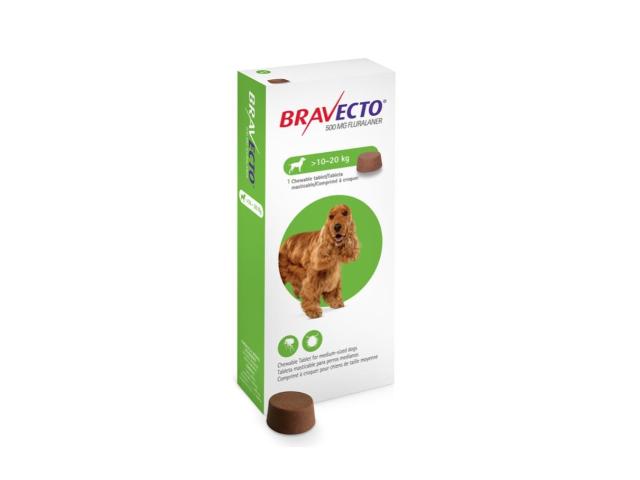 BRAVECTO
BRAVECTO®
500 MG FLURALANER
>10–20 kg
1 Chewable tablet/Tableta
masticable/Comprimé à croquer
Chewable Tablet for medium-sized dogs
Tableta masticable para perros medianos
Comprimé à croquer pour chiens de taille moyenne